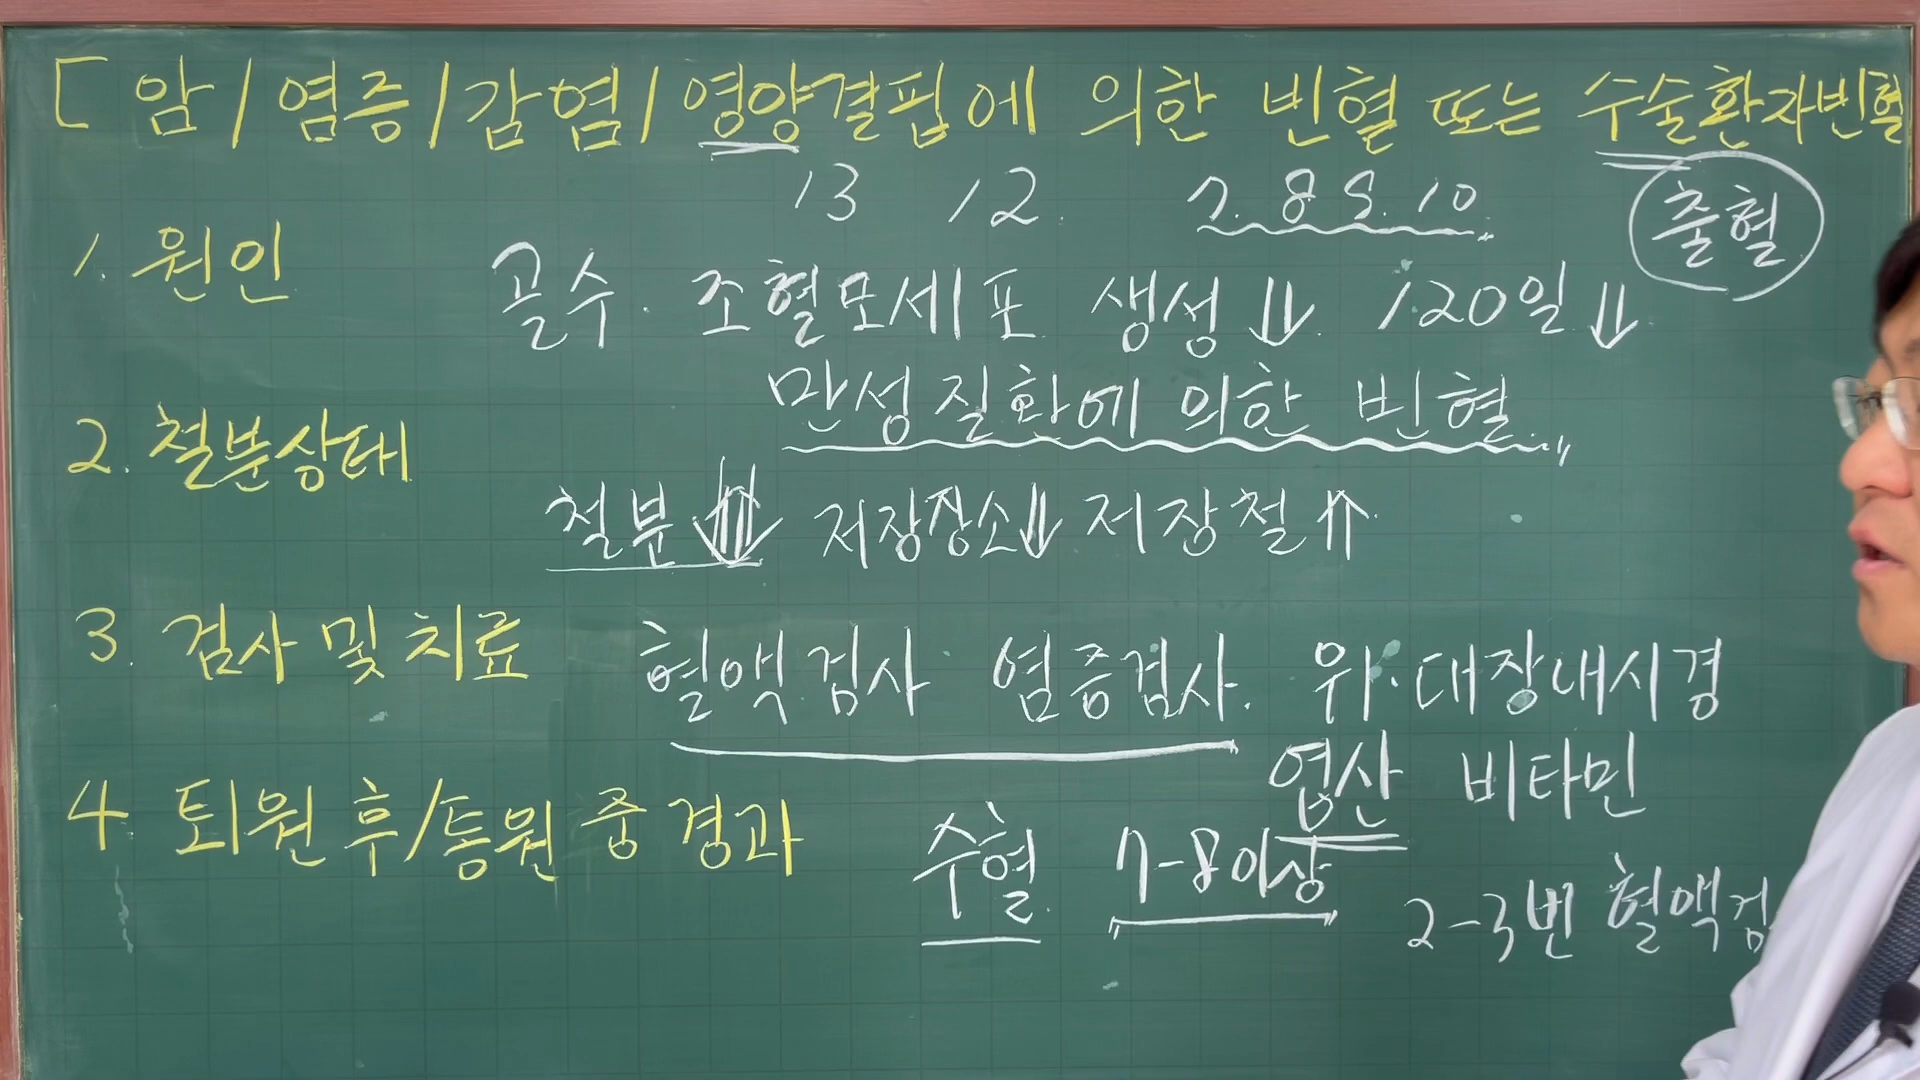 [암/염증/감염/영양결핍에 의한 빈혈 또는 수술환자빈혈
13 12. 7. 8 9. 10
출혈
1. 원인
골수. 조혈모세포 생성↓ 120일↓
만성질환에 의한 빈혈
2. 철분상태
철분↓ 저장장소↓ 저장철↑
3. 검사 및 치료
혈액검사 염증검사. 위·대장내시경
엽산 비타민
4. 퇴원 후/통원 중 경과
수혈. 7-8이상
2-3번 혈액검